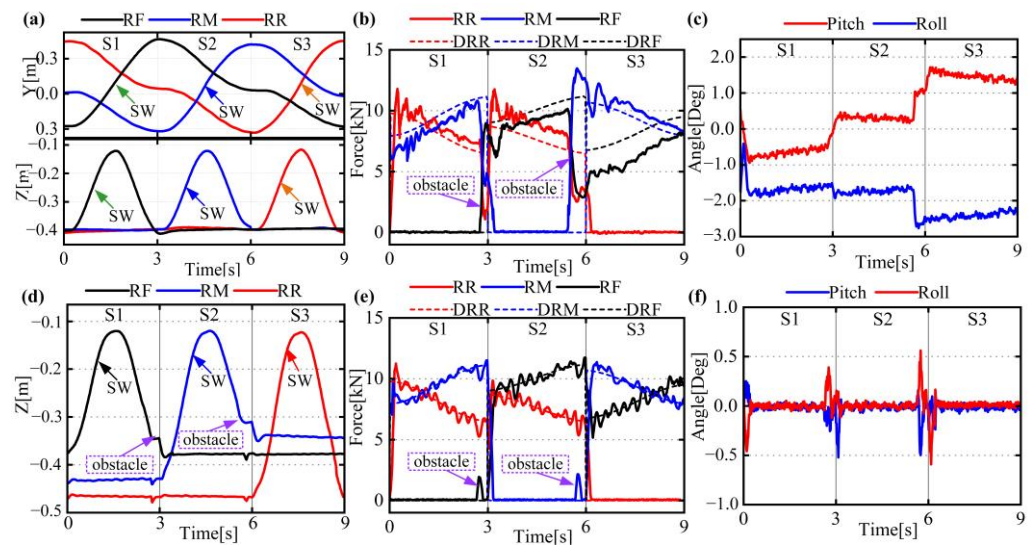 (a)
RF RM RR
S1 S2 S3
Y[m]
0.3
0.0
0.3
SW SW SW
Z[m]
−0.1
−0.2
−0.3
−0.4
SW SW SW
0 3 6 9
Time[s]
(b)
RR RM RF
DRR DRM DRF
S1 S2 S3
Force[kN]
15
10
5
0
obstacle obstacle
0 3 6 9
Time[s]
(c)
Pitch Roll
S1 S2 S3
Angle[Deg]
2.0
1.0
0.0
−1.0
−2.0
−3.0
0 3 6 9
Time[s]
(d)
RF RM RR
S1 S2 S3
Z[m]
−0.1
−0.2
−0.3
−0.4
−0.5
SW SW SW
obstacle obstacle
0 3 6 9
Time[s]
(e)
RR RM RF
DRR DRM DRF
S1 S2 S3
Force[kN]
15
10
5
0
obstacle obstacle
0 3 6 9
Time[s]
(f)
Pitch Roll
S1 S2 S3
Angle[Deg]
1.0
0.5
0.0
−0.5
−1.0
0 3 6 9
Time[s]